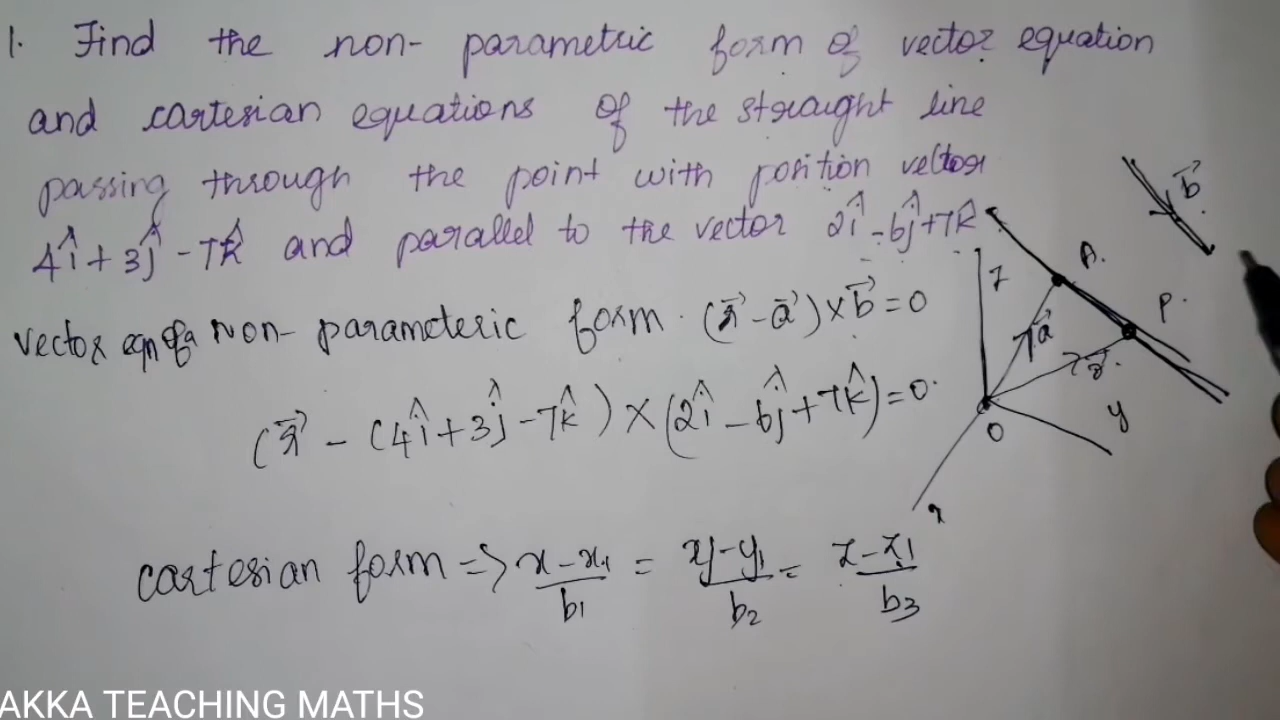 1. Find the non-parametric form of vector equation
and cartesian equations of the straight line
passing through the point with position vector
4î + 3ĵ - 7k̂ and parallel to the vector 2î - 6ĵ + 7k̂.
vector eqn of a non-parameteric form. (r⃗ - a⃗) × b⃗ = 0
(r⃗ - (4î + 3ĵ - 7k̂) × (2î - 6ĵ + 7k̂) = 0.
cartesian form => x - x₁/b₁ = y - y₁/b₂ = z - z₁/b₃
b⃗
z
A.
P.
a⃗
r⃗.
O
y
x
AKKA TEACHING MATHS